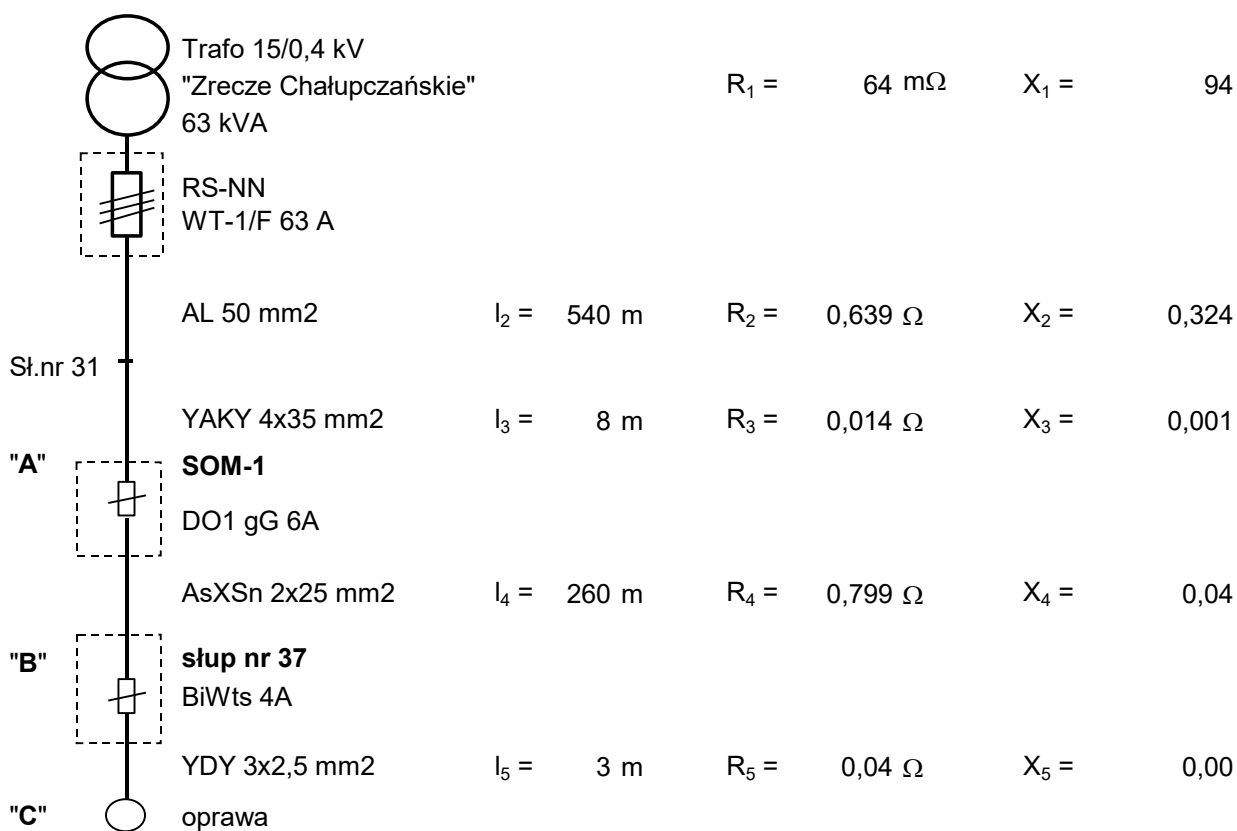 Trafo 15/0,4 kV
"Zrecze Chałupczańskie" R₁ = 64 mΩ X₁ = 94
63 kVA
RS-NN
WT-1/F 63 A
AL 50 mm2 l₂ = 540 m R₂ = 0,639 Ω X₂ = 0,324
Sł.nr 31
YAKY 4x35 mm2 l₃ = 8 m R₃ = 0,014 Ω X₃ = 0,001
"A" SOM-1
DO1 gG 6A
AsXSn 2x25 mm2 l₄ = 260 m R₄ = 0,799 Ω X₄ = 0,04
"B" słup nr 37
BiWts 4A
YDY 3x2,5 mm2 l₅ = 3 m R₅ = 0,04 Ω X₅ = 0,00
"C" oprawa